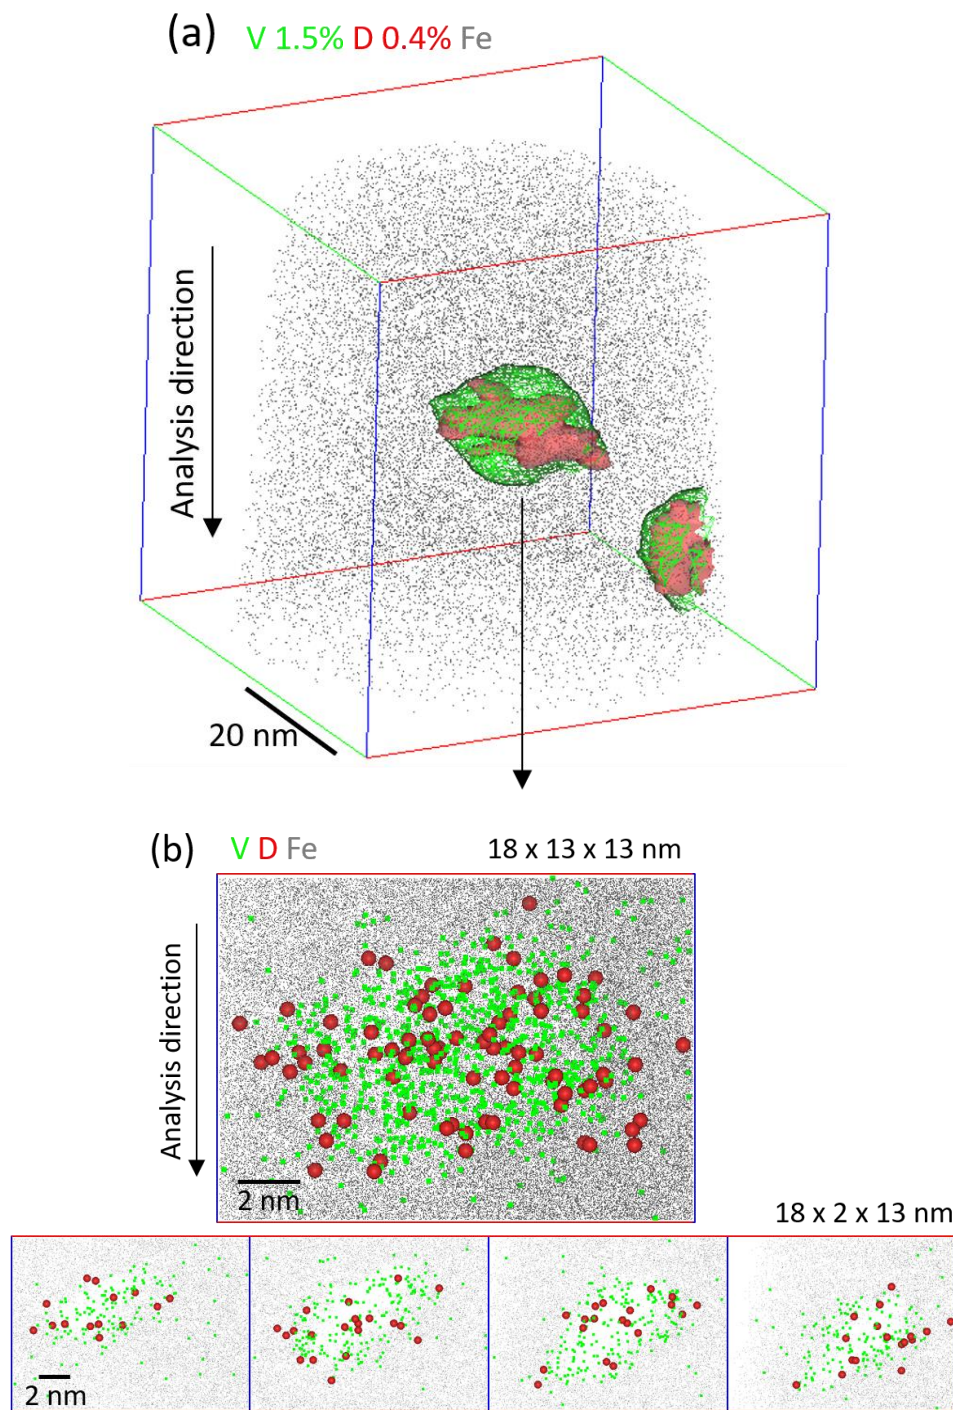 (a) V 1.5% D 0.4% Fe
Analysis direction
20 nm
(b) V D Fe
18 x 13 x 13 nm
Analysis direction
2 nm
18 x 2 x 13 nm
2 nm